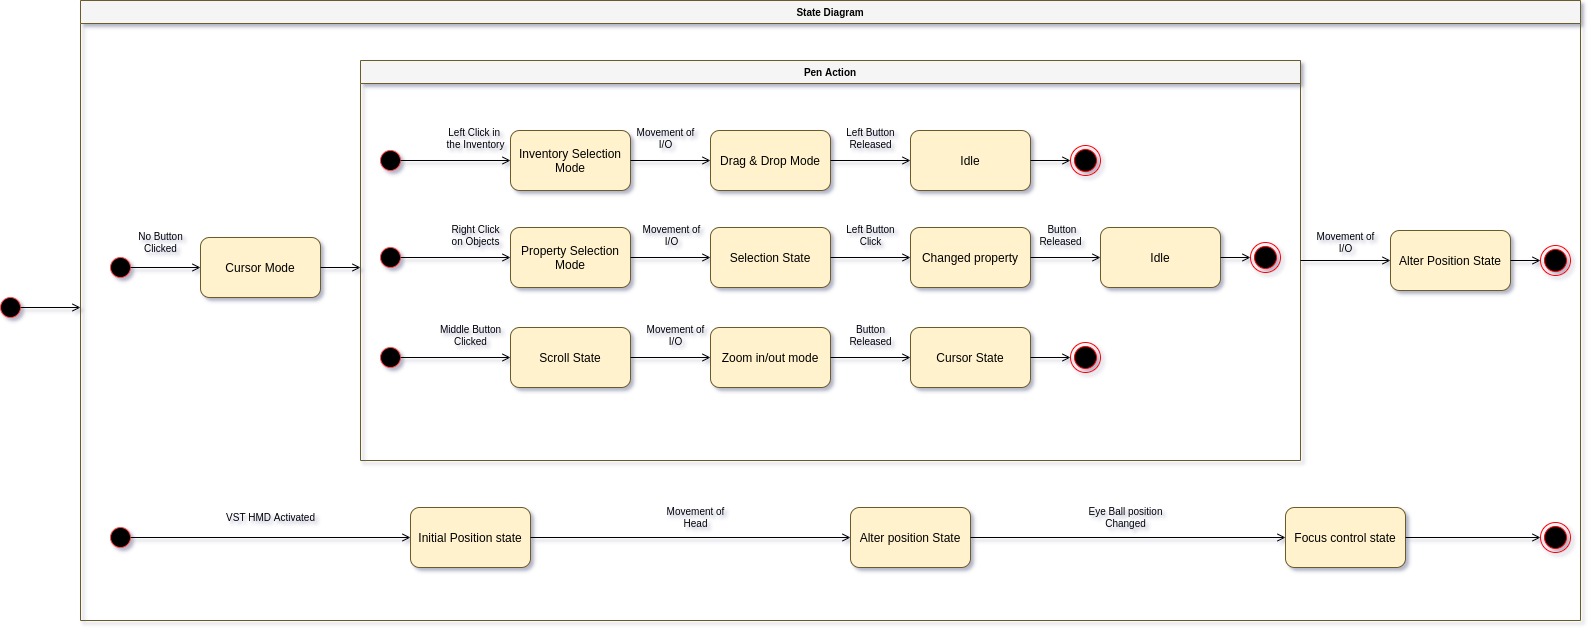 State Diagram
Pen Action
Left Click in
the Inventory
Inventory Selection
Mode
Movement of
I/O
Drag & Drop Mode
Left Button
Released
Idle
No Button
Clicked
Cursor Mode
Right Click
on Objects
Property Selection
Mode
Movement of
I/O
Selection State
Left Button
Click
Changed property
Button
Released
Idle
Movement of
I/O
Alter Position State
Middle Button
Clicked
Scroll State
Movement of
I/O
Zoom in/out mode
Button
Released
Cursor State
VST HMD Activated
Initial Position state
Movement of
Head
Alter position State
Eye Ball position
Changed
Focus control state